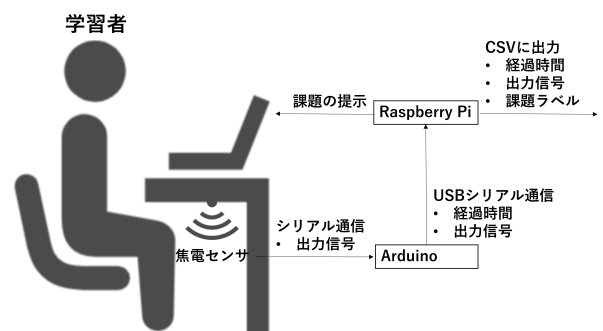 学習者
課題の提示
Raspberry Pi
CSVに出力
• 経過時間
• 出力信号
• 課題ラベル
USBシリアル通信
• 経過時間
• 出力信号
シリアル通信
• 出力信号
焦電センサ
Arduino